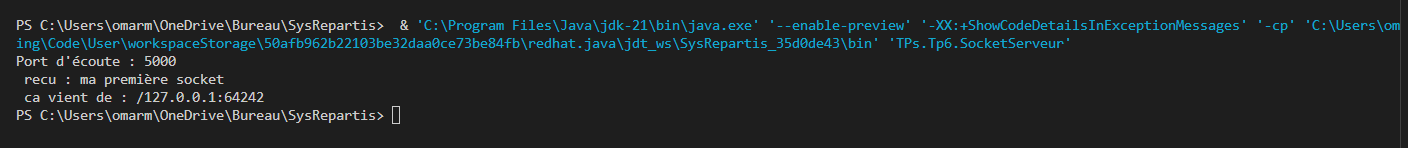 PS C:\Users\omarm\OneDrive\Bureau\SysRepartis>  & 'C:\Program Files\Java\jdk-21\bin\java.exe' '--enable-preview' '-XX:+ShowCodeDetailsInExceptionMessages' '-cp' 'C:\Users\om
ing\Code\User\workspaceStorage\50afb962b22103be32daa0ce73be84fb\redhat.java\jdt_ws\SysRepartis_35d0de43\bin' 'TPs.Tp6.SocketServeur'
Port d'écoute : 5000
 recu : ma première socket
 ca vient de : /127.0.0.1:64242
PS C:\Users\omarm\OneDrive\Bureau\SysRepartis>